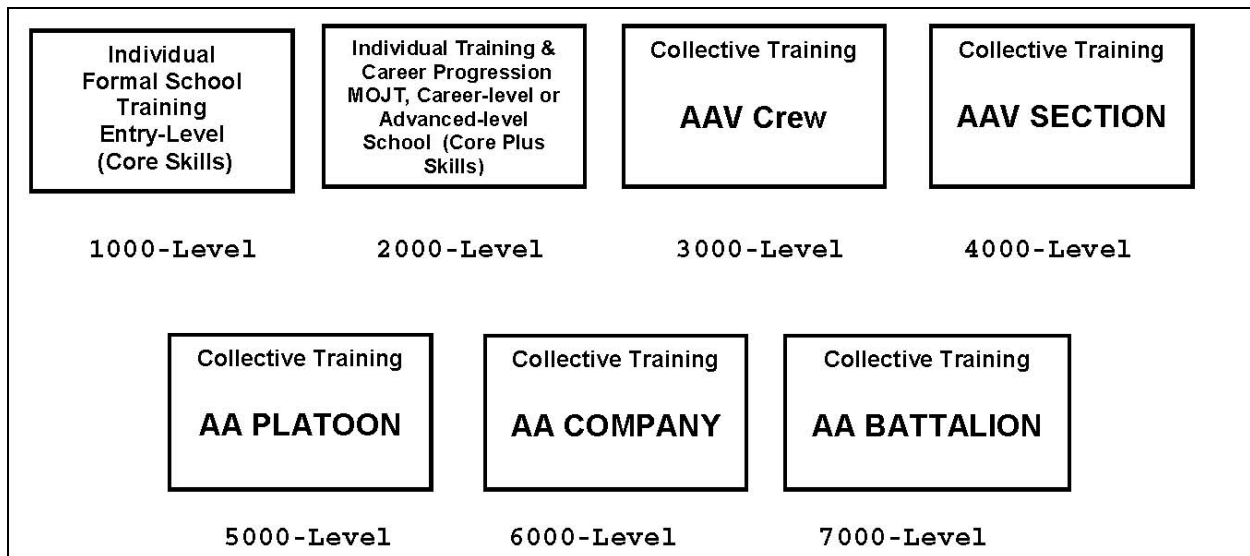 Individual
Formal School
Training
Entry-Level
(Core Skills)
Individual Training &
Career Progression
MOJT, Career-level or
Advanced-level
School (Core Plus
Skills)
Collective Training
AAV Crew
Collective Training
AAV SECTION
1000-Level
2000-Level
3000-Level
4000-Level
Collective Training
AA PLATOON
Collective Training
AA COMPANY
Collective Training
AA BATTALION
5000-Level
6000-Level
7000-Level